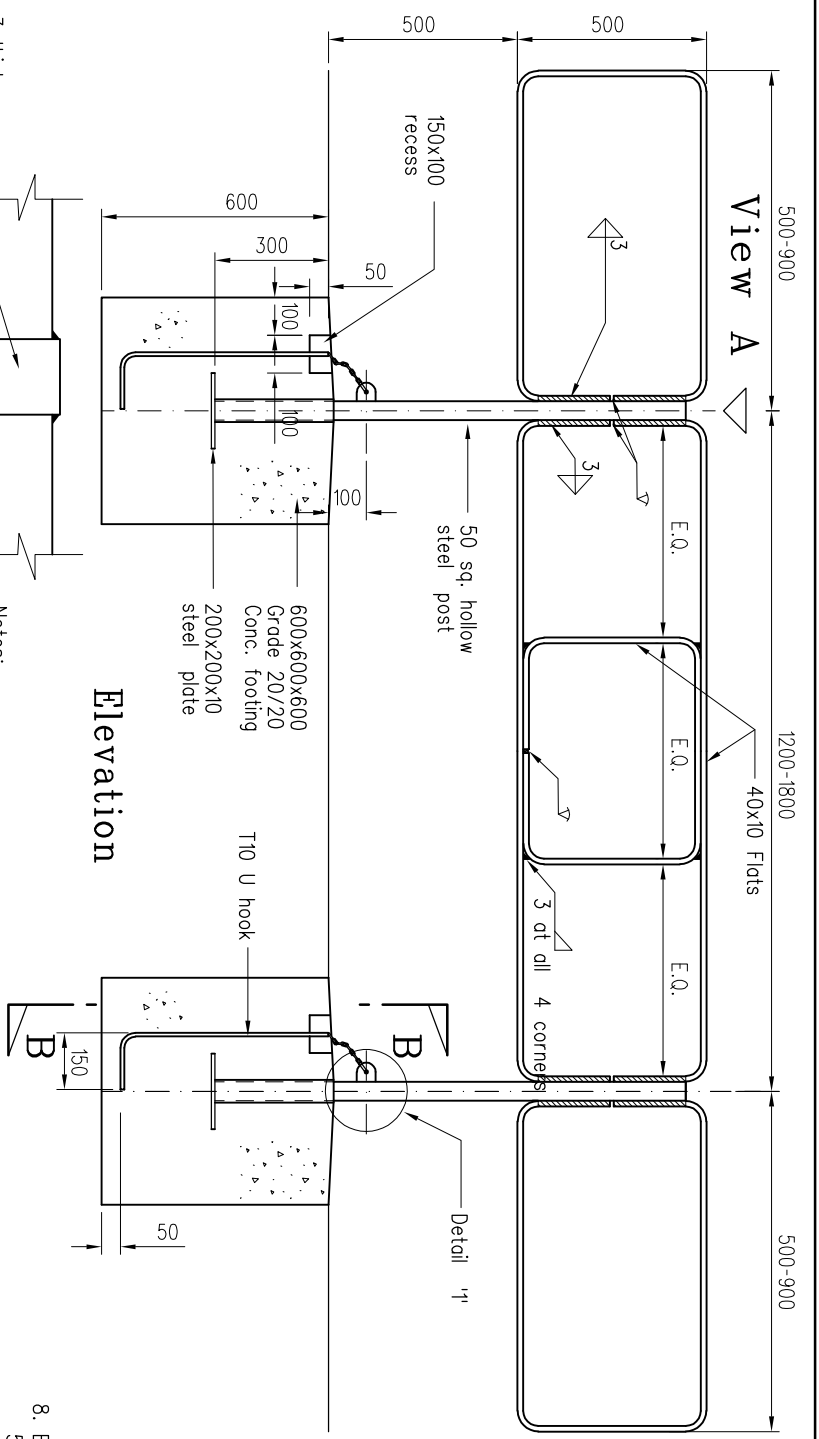 500-900
1200-1800
500-900
View A
40x10 Flats
500
500
E.Q.
E.Q.
E.Q.
3
3
3 at all 4 corners
150x100
recess
50 sq. hollow
steel post
Detail '1'
600
300
50
100
100
100
600x600x600
Grade 20/20
Conc. footing
200x200x10
steel plate
T10 U hook
B
B
150
50
Elevation
Notes:
8.